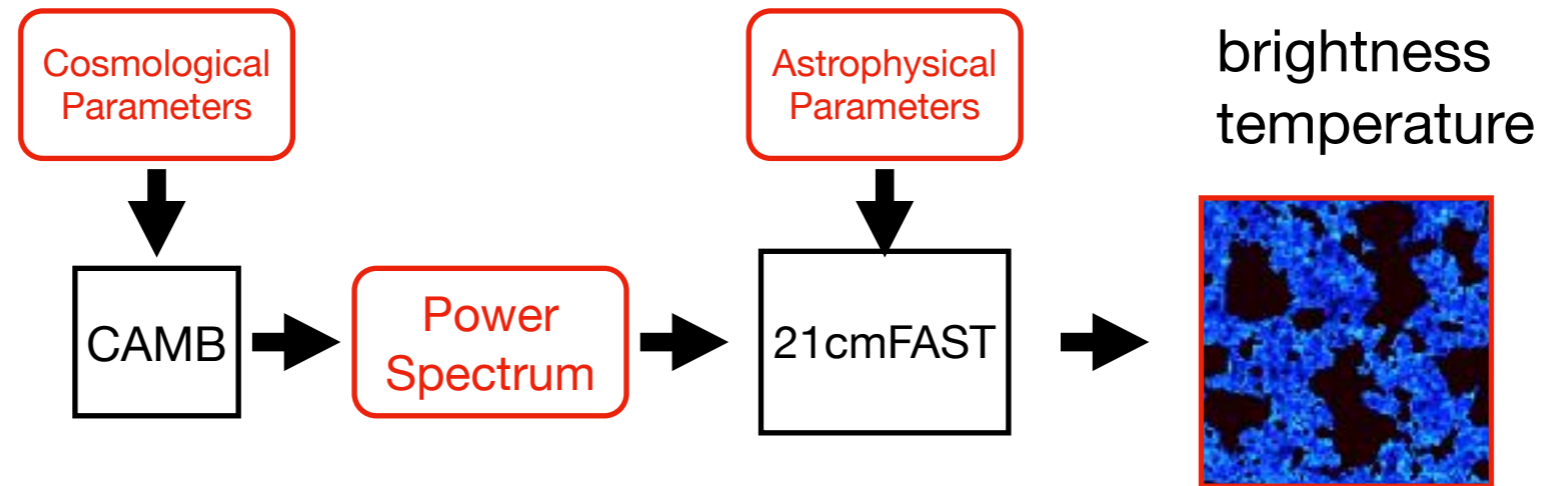 Cosmological
Parameters
Astrophysical
Parameters
brightness
temperature
CAMB
Power
Spectrum
21cmFAST